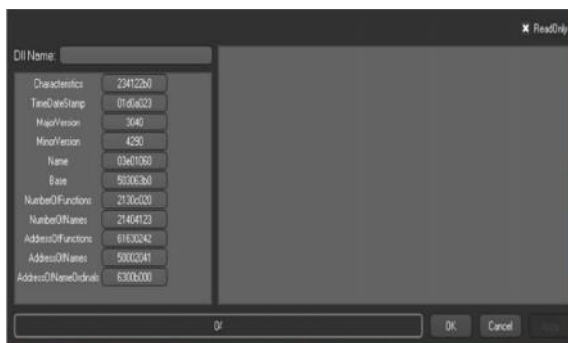 ReadOnly
Dll Name:
Characteristics 234122b0
TimeDateStamp 01d0a023
MajorVersion 3040
MinorVersion 4290
Name 03e01060
Base 503063b0
NumberOfFunctions 2130c020
NumberOfNames 21404123
AddressOfFunctions 61630242
AddressOfNames 50002041
AddressOfNameOrdinals 6300b000
0/
OK Cancel